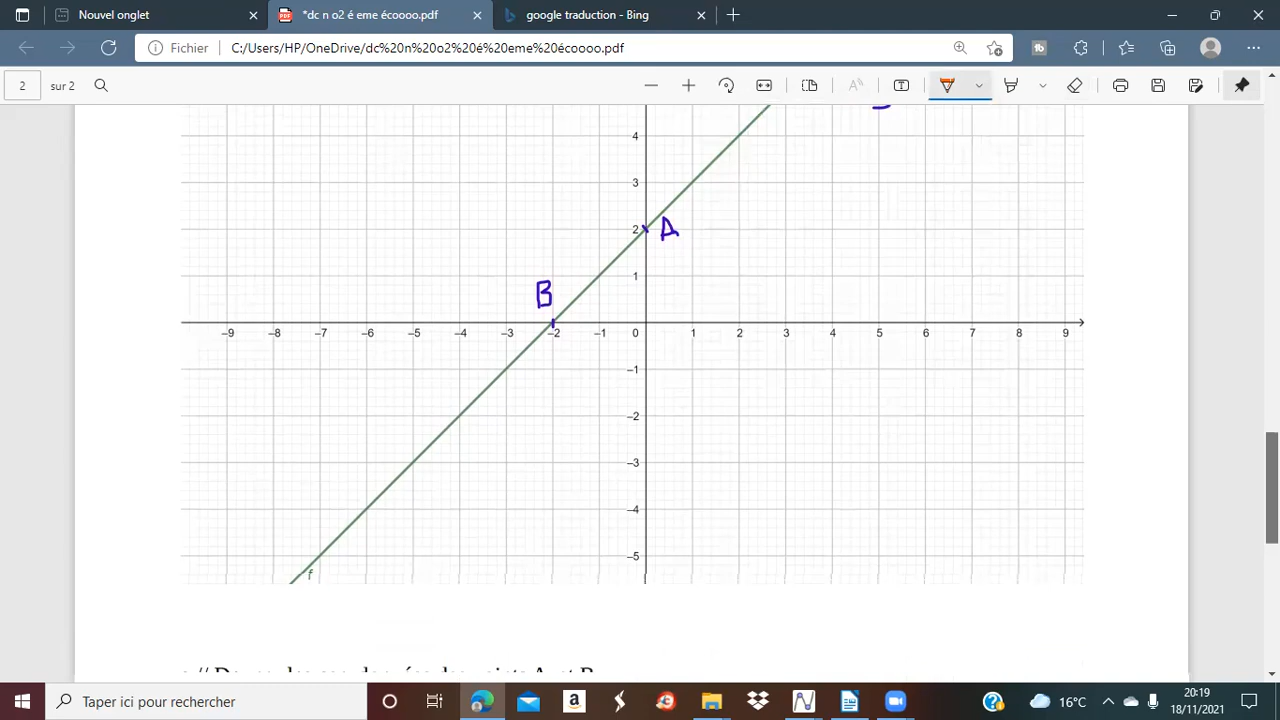 Nouvel onglet
*dc n o2 é eme écoooo.pdf
google traduction - Bing
Fichier
C:/Users/HP/OneDrive/dc%20n%20o2%20é%20eme%20écoooo.pdf
2 sur 2
4
3
2 A
1
B
-9 -8 -7 -6 -5 -4 -3 -2 -1 0 1 2 3 4 5 6 7 8 9
-1
-2
-3
-4
-5
f
Taper ici pour rechercher
16°C
20:19
18/11/2021